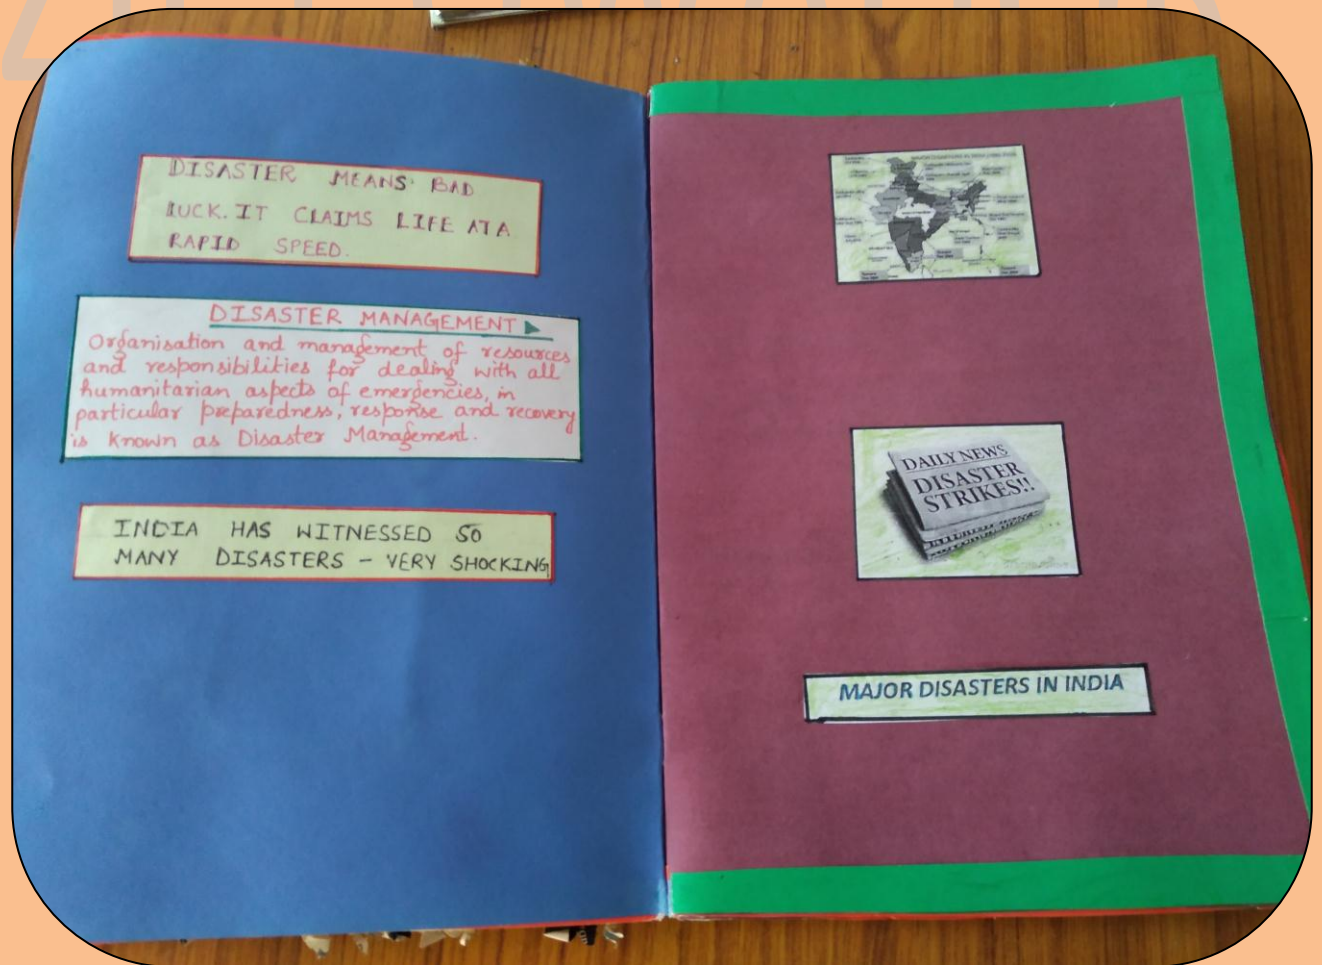 DISASTER MEANS BAD
LUCK. IT CLAIMS LIFE AT A
RAPID SPEED.
DISASTER MANAGEMENT
Organisation and management of resources
and responsibilities for dealing with all
humanitarian aspects of emergencies, in
particular preparedness, response and recovery
is known as Disaster Management.
INDIA HAS WITNESSED SO
MANY DISASTERS - VERY SHOCKING
DAILY NEWS
DISASTER
STRIKES!!
MAJOR DISASTERS IN INDIA